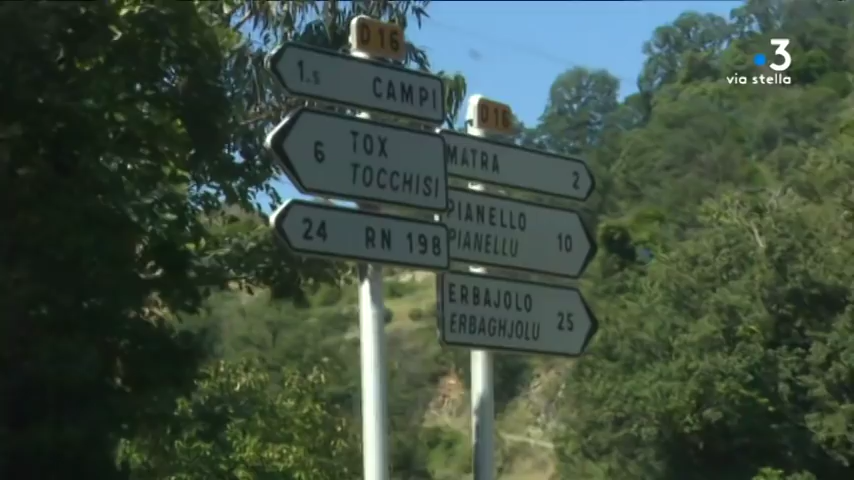 3
via stella
D16
1.5 CAMPI
6 TOX
TOCCHISI
24 RN 198
D16
MATRA 2
PIANELLO 10
PIANELLU
ERBAJOLO 25
ERBAGHJOLU